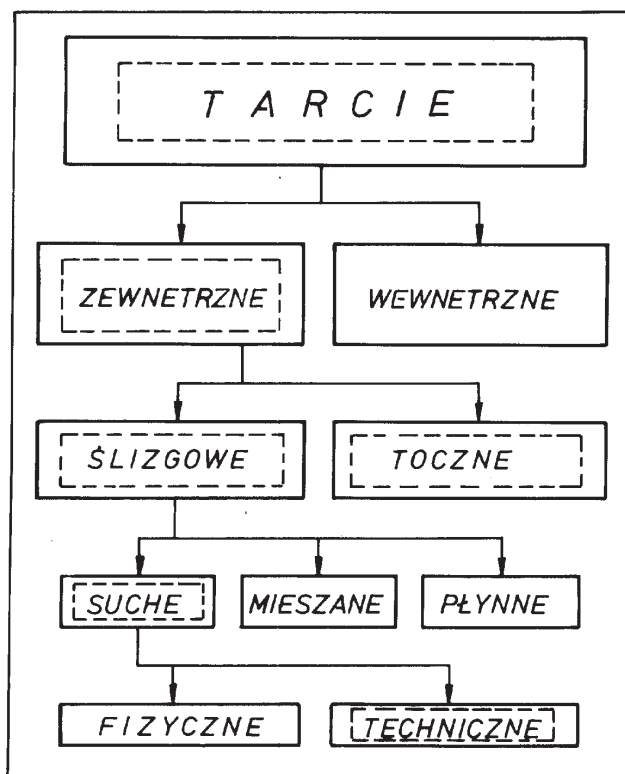 TARCIE
ZEWNETRZNE WEWNETRZNE
ŚLIZGOWE TOCZNE
SUCHE MIESZANE PŁYNNE
FIZYCZNE TECHNICZNE